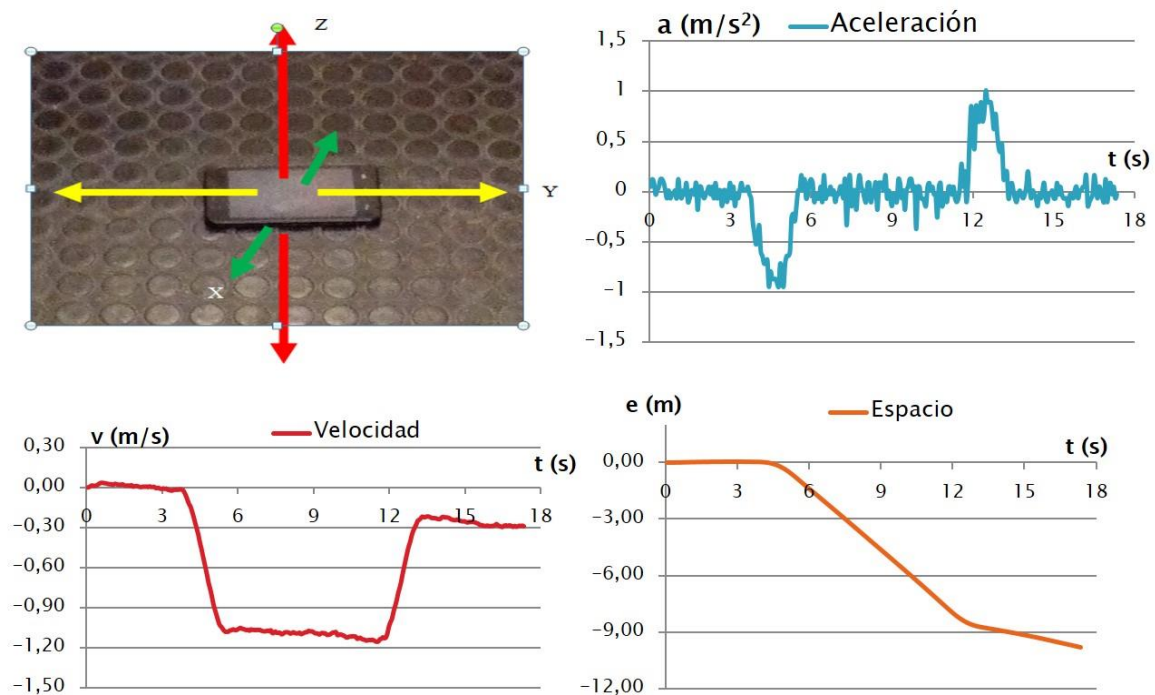 Z
Y
X
a (m/s²) Aceleración
1,5
1
0,5
0
-0,5
-1
-1,5
t (s)
0 3 6 9 12 15 18
v (m/s) Velocidad
0,30
0,00
-0,30
-0,60
-0,90
-1,20
-1,50
t (s)
0 3 6 9 12 15 18
e (m) Espacio
0,00
-3,00
-6,00
-9,00
-12,00
t (s)
0 3 6 9 12 15 18